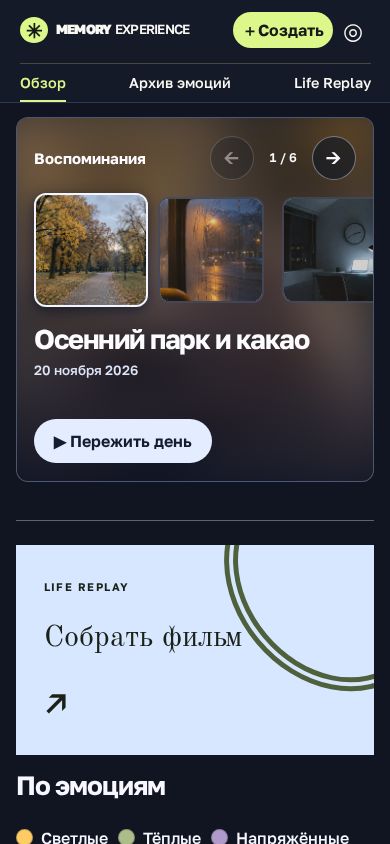 MEMORY EXPERIENCE
+ Создать
Обзор
Архив эмоций
Life Replay
Воспоминания
1 / 6
Осенний парк и какао
20 ноября 2026
▶ Пережить день
LIFE REPLAY
Собрать фильм
По эмоциям
Светлые
Тёплые
Напряжённые